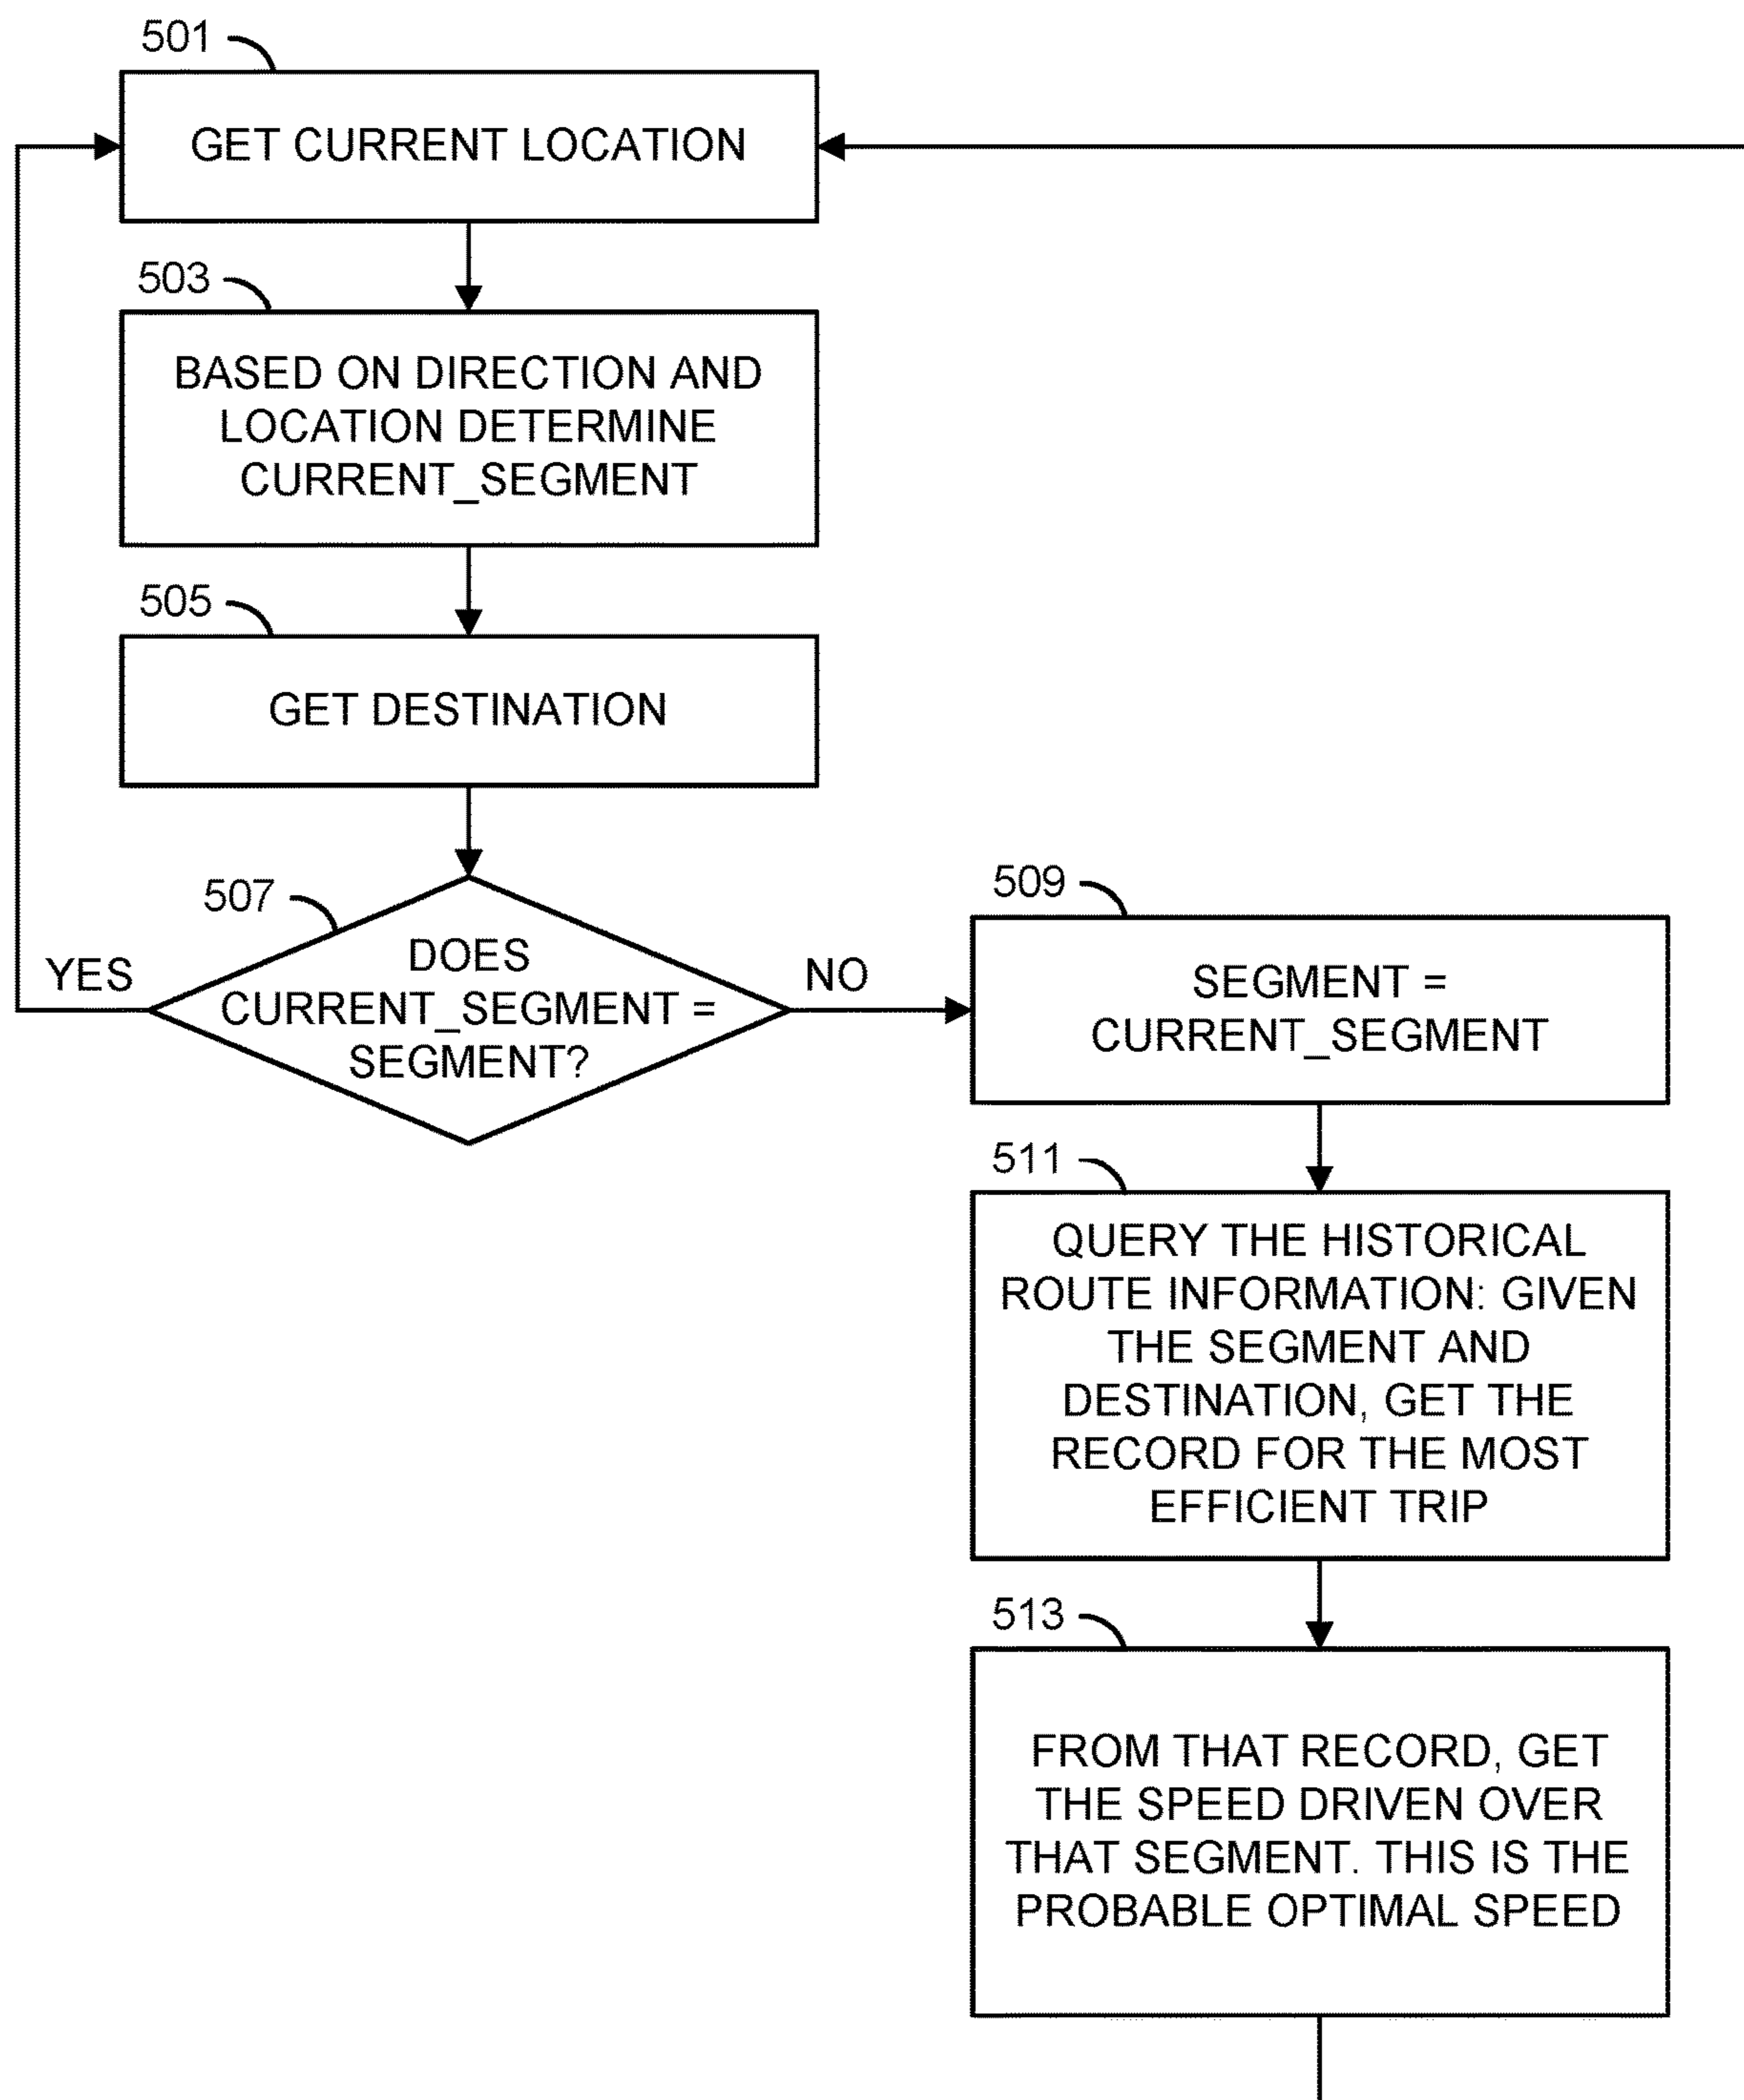 501
GET CURRENT LOCATION
503
BASED ON DIRECTION AND
LOCATION DETERMINE
CURRENT_SEGMENT
505
GET DESTINATION
507
DOES
CURRENT_SEGMENT =
SEGMENT?
YES
NO
509
SEGMENT =
CURRENT_SEGMENT
511
QUERY THE HISTORICAL
ROUTE INFORMATION: GIVEN
THE SEGMENT AND
DESTINATION, GET THE
RECORD FOR THE MOST
EFFICIENT TRIP
513
FROM THAT RECORD, GET
THE SPEED DRIVEN OVER
THAT SEGMENT. THIS IS THE
PROBABLE OPTIMAL SPEED